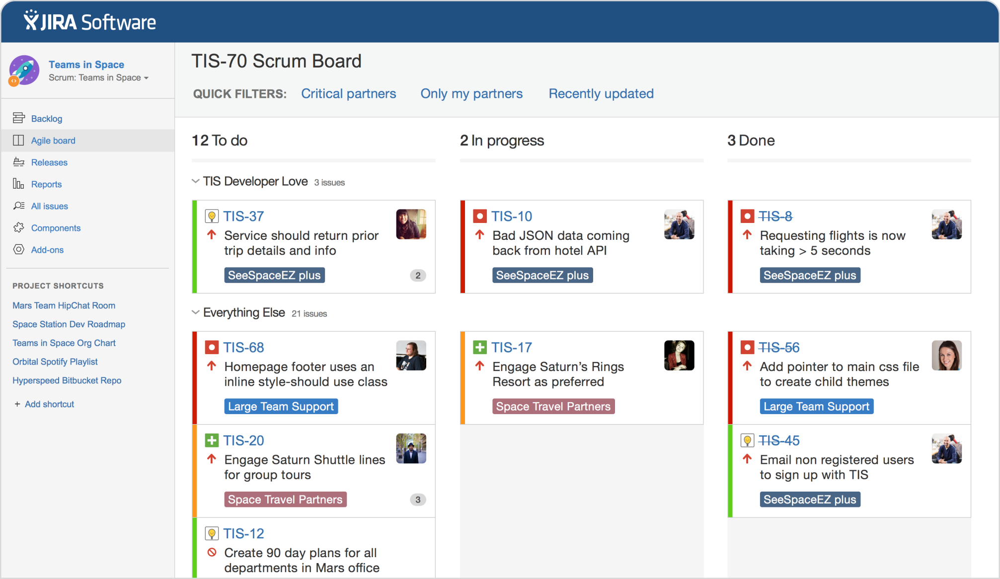 JIRA Software
Teams in Space
Scrum: Teams in Space
Backlog
Agile board
Releases
Reports
All issues
Components
Add-ons
PROJECT SHORTCUTS
Mars Team HipChat Room
Space Station Dev Roadmap
Teams in Space Org Chart
Orbital Spotify Playlist
Hyperspeed Bitbucket Repo
+ Add shortcut
TIS-70 Scrum Board
QUICK FILTERS: Critical partners Only my partners Recently updated
12 To do
2 In progress
3 Done
TIS Developer Love 3 issues
TIS-37
Service should return prior
trip details and info
SeeSpaceEZ plus
2
TIS-10
Bad JSON data coming
back from hotel API
SeeSpaceEZ plus
TIS-8
Requesting flights is now
taking > 5 seconds
SeeSpaceEZ plus
Everything Else 21 issues
TIS-68
Homepage footer uses an
inline style-should use class
Large Team Support
TIS-20
Engage Saturn Shuttle lines
for group tours
Space Travel Partners
3
TIS-12
Create 90 day plans for all
departments in Mars office
TIS-17
Engage Saturn’s Rings
Resort as preferred
Space Travel Partners
TIS-56
Add pointer to main css file
to create child themes
Large Team Support
TIS-45
Email non registered users
to sign up with TIS
SeeSpaceEZ plus